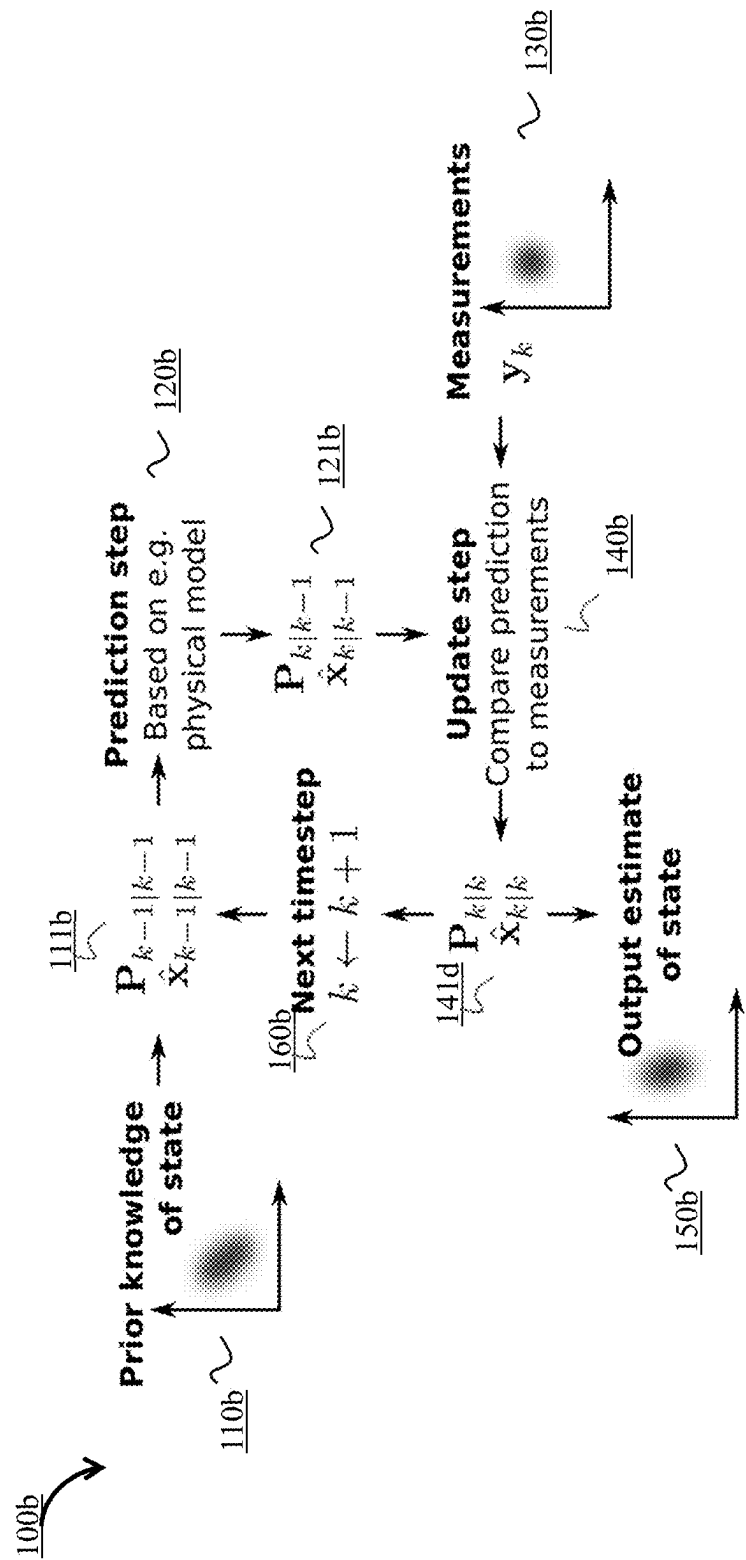 100b
Prior knowledge
of state
110b
111b
P_{k−1|k−1}
x̂_{k−1|k−1}
Prediction step
Based on e.g.
physical model
120b
160b
Next timestep
k ← k + 1
P_{k|k−1}
x̂_{k|k−1}
121b
141d
P_{k|k}
x̂_{k|k}
Update step
Compare prediction
to measurements
140b
Measurements
y_k
130b
Output estimate
of state
150b